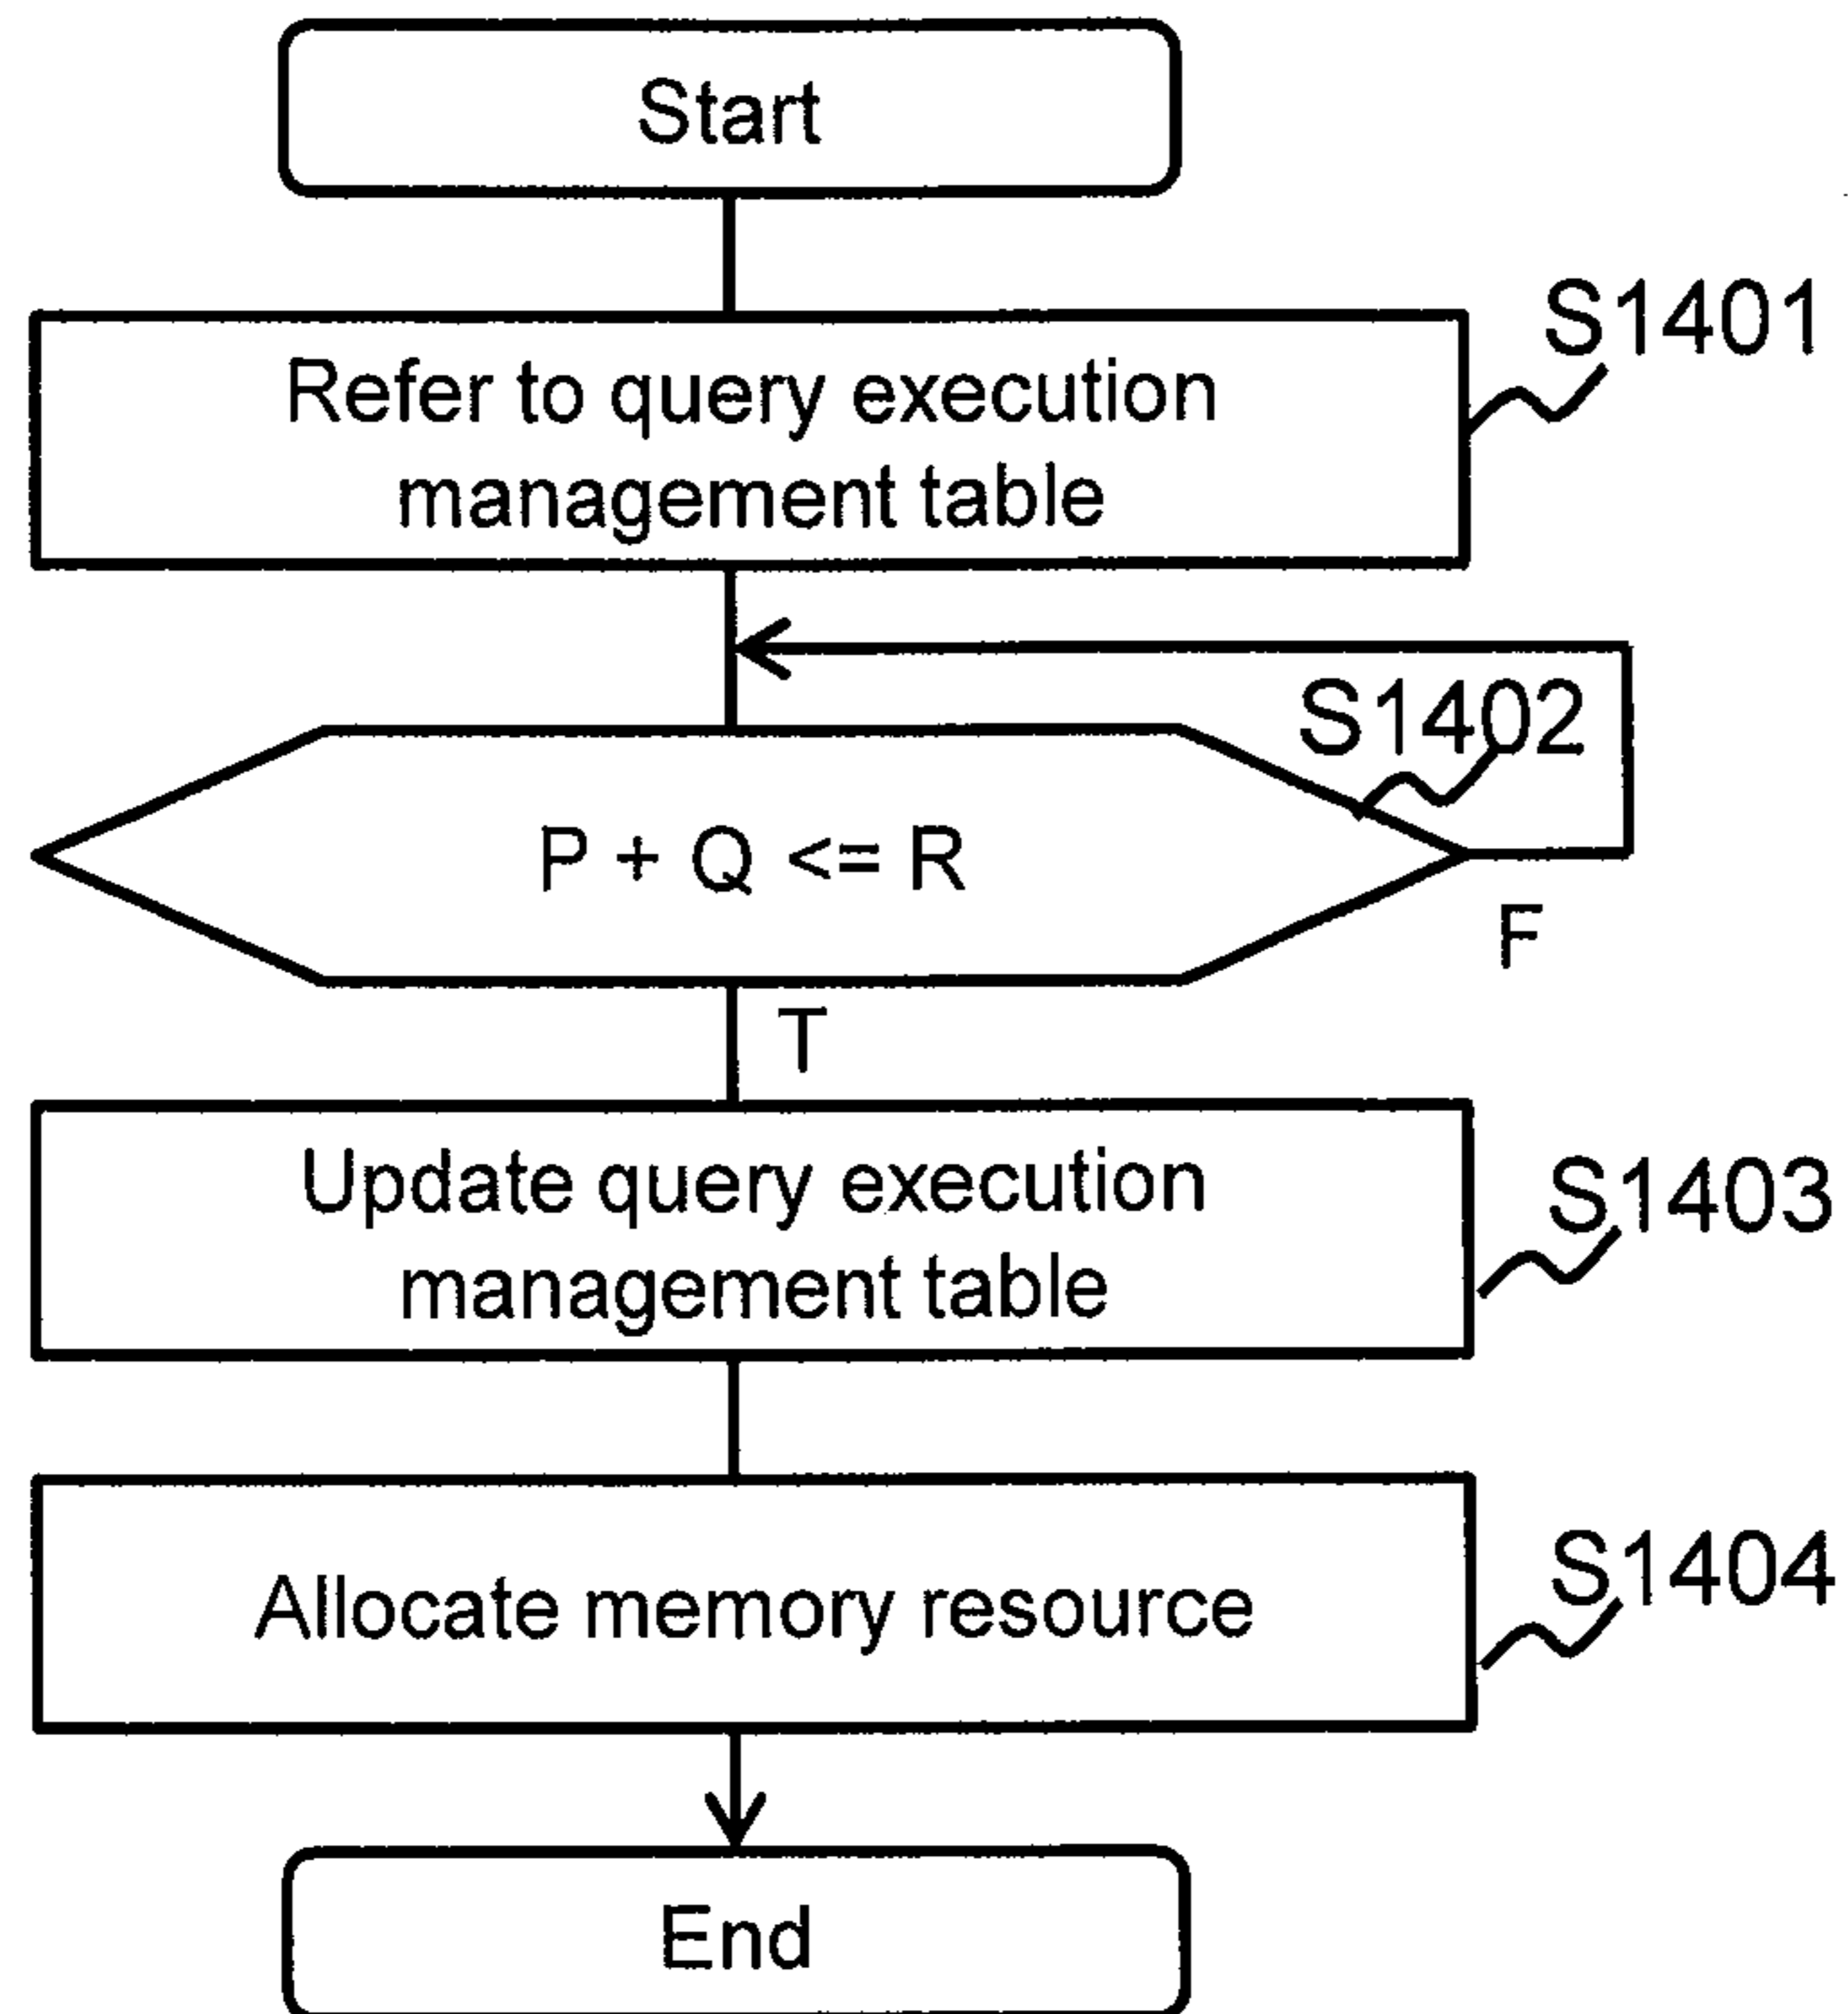 Start
S1401
Refer to query execution
management table
S1402
P + Q <= R
F
T
Update query execution
management table
S1403
Allocate memory resource
S1404
End